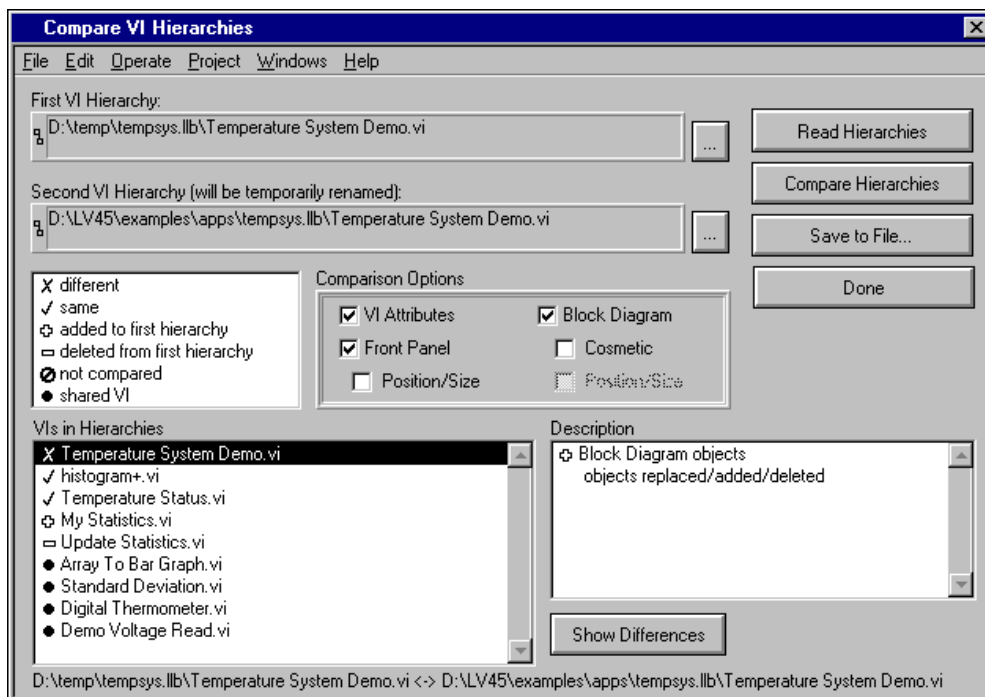 Compare VI Hierarchies
File Edit Operate Project Windows Help
First VI Hierarchy:
D:\temp\tempsys.llb\Temperature System Demo.vi
...
Read Hierarchies
Compare Hierarchies
Second VI Hierarchy (will be temporarily renamed):
D:\LV45\examples\apps\tempsys.llb\Temperature System Demo.vi
...
Save to File...
Done
different
same
added to first hierarchy
deleted from first hierarchy
not compared
shared VI
Comparison Options
VI Attributes
Block Diagram
Front Panel
Cosmetic
Position/Size
Position/Size
VIs in Hierarchies
Temperature System Demo.vi
histogram+.vi
Temperature Status.vi
My Statistics.vi
Update Statistics.vi
Array To Bar Graph.vi
Standard Deviation.vi
Digital Thermometer.vi
Demo Voltage Read.vi
Description
Block Diagram objects
objects replaced/added/deleted
Show Differences
D:\temp\tempsys.llb\Temperature System Demo.vi <-> D:\LV45\examples\apps\tempsys.llb\Temperature System Demo.vi